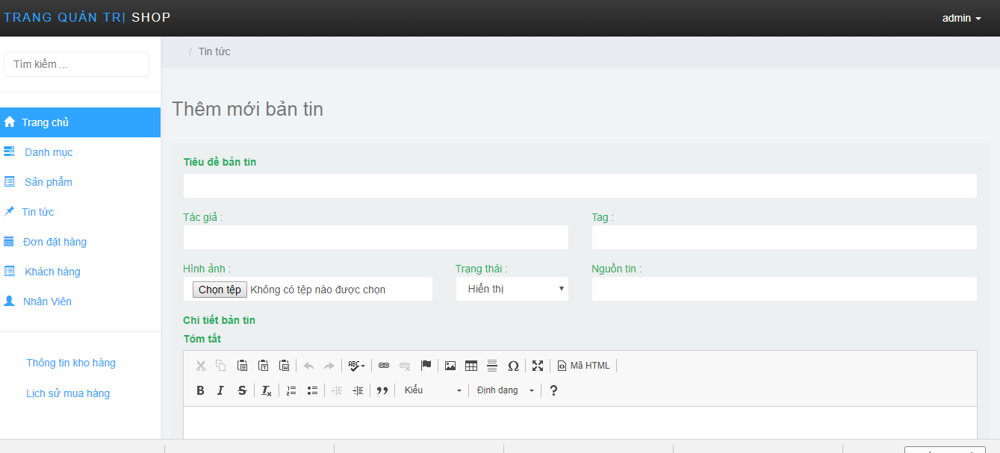 TRANG QUẢN TRỊ SHOP
admin
Tìm kiếm ...
/ Tin tức
Thêm mới bản tin
Trang chủ
Danh mục
Sản phẩm
Tin tức
Đơn đặt hàng
Khách hàng
Nhân Viên
Thông tin kho hàng
Lịch sử mua hàng
Tiêu đề bản tin
Tác giả :
Tag :
Hình ảnh :
Trạng thái :
Nguồn tin :
Chọn tệp Không có tệp nào được chọn
Hiển thị
Chi tiết bản tin
Tóm tắt
ABC
Ω
Mã HTML
B I S Tx
Kiểu
Định dạng
?